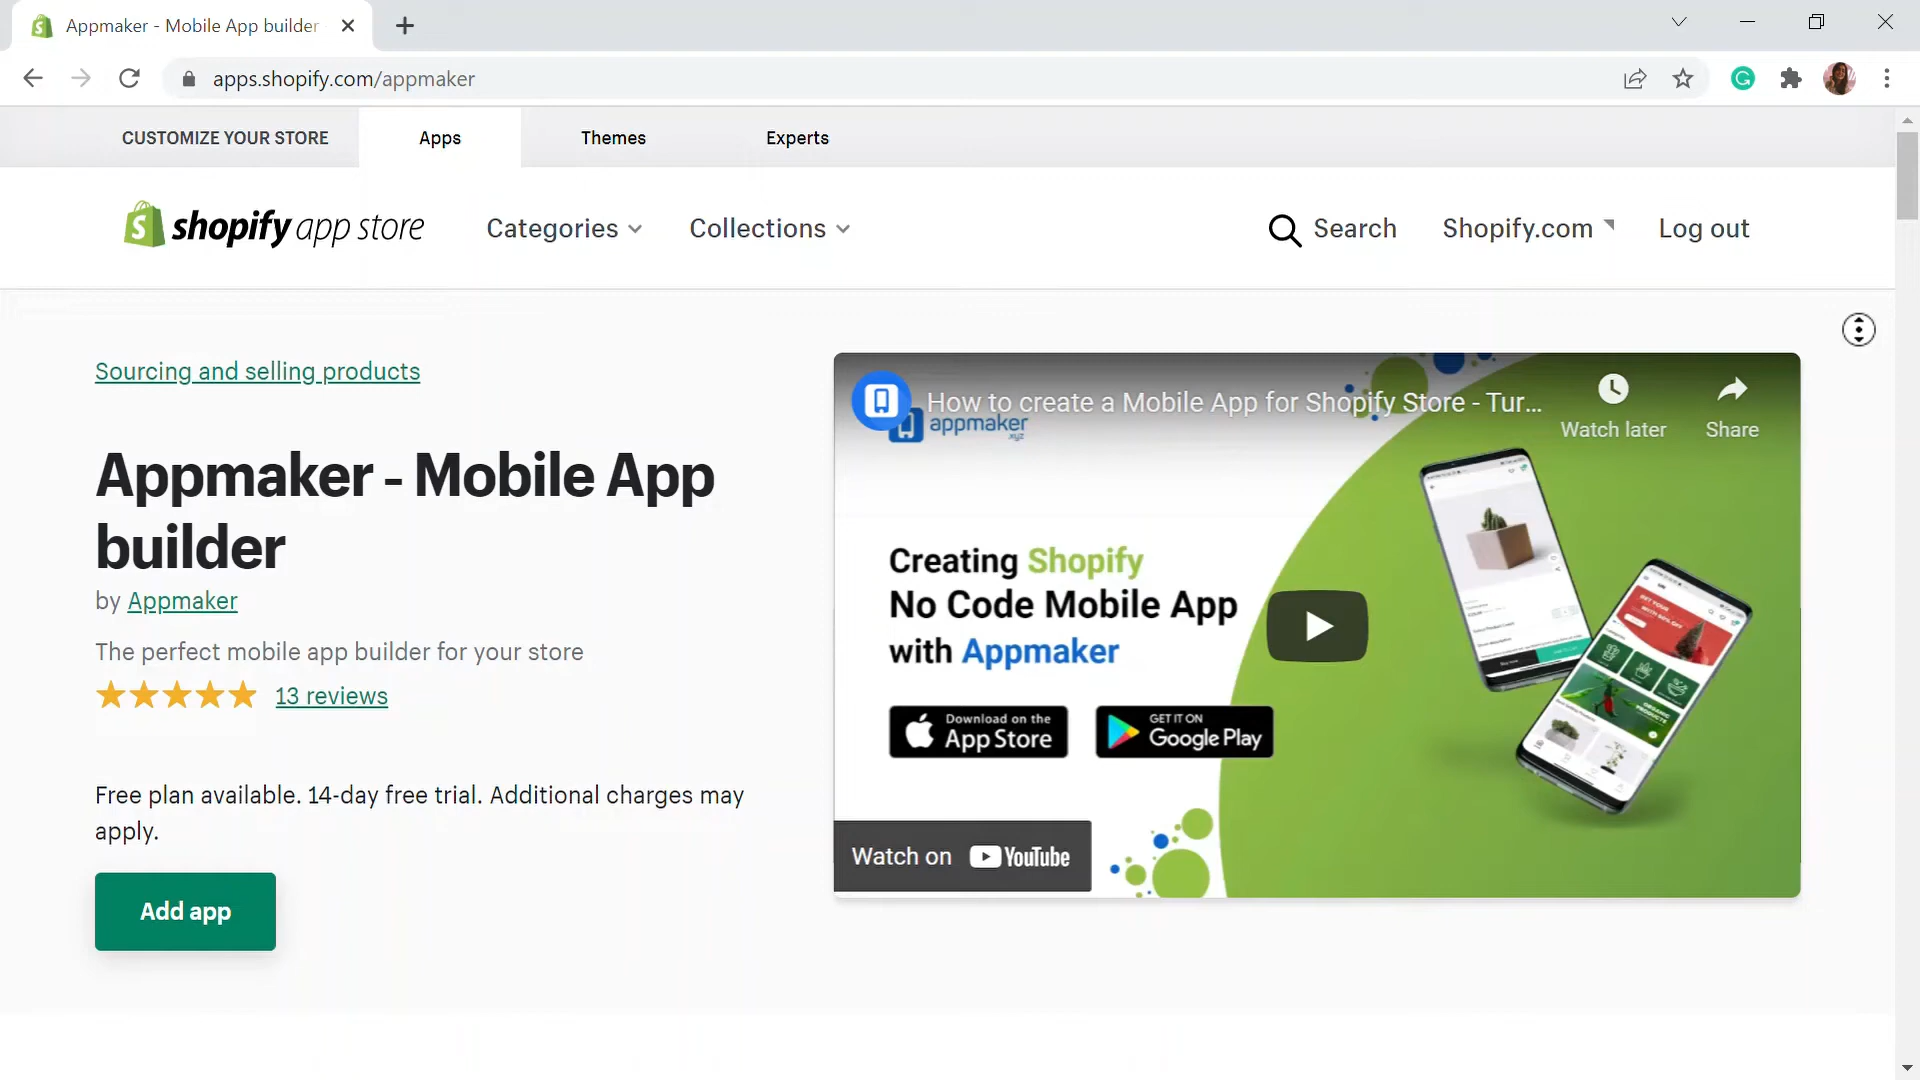 Appmaker - Mobile App builder
apps.shopify.com/appmaker
CUSTOMIZE YOUR STORE
Apps
Themes
Experts
shopify app store
Categories
Collections
Search
Shopify.com
Log out
Sourcing and selling products
Appmaker - Mobile App
builder
by Appmaker
The perfect mobile app builder for your store
13 reviews
Free plan available. 14-day free trial. Additional charges may
apply.
Add app
How to create a Mobile App for Shopify Store - Tur...
appmaker
xyz
Watch later
Share
Creating Shopify
No Code Mobile App
with Appmaker
Download on the
App Store
GET IT ON
Google Play
Watch on YouTube